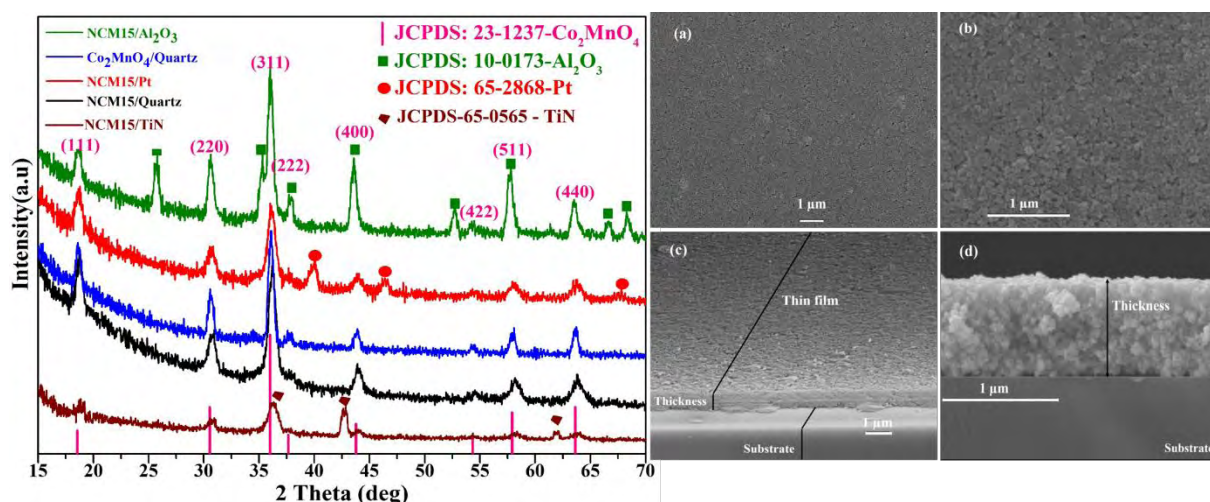 NCM15/Al₂O₃
Co₂MnO₄/Quartz
NCM15/Pt
NCM15/Quartz
NCM15/TiN
JCPDS: 23-1237-Co₂MnO₄
JCPDS: 10-0173-Al₂O₃
JCPDS: 65-2868-Pt
JCPDS-65-0565 - TiN
(111)
(220)
(311)
(222)
(400)
(422)
(511)
(440)
Intensity(a.u)
15 20 25 30 35 40 45 50 55 60 65 70
2 Theta (deg)
(a)
1 µm
(b)
1 µm
(c)
Thin film
Thickness
1 µm
Substrate
(d)
Thickness
1 µm
Substrate